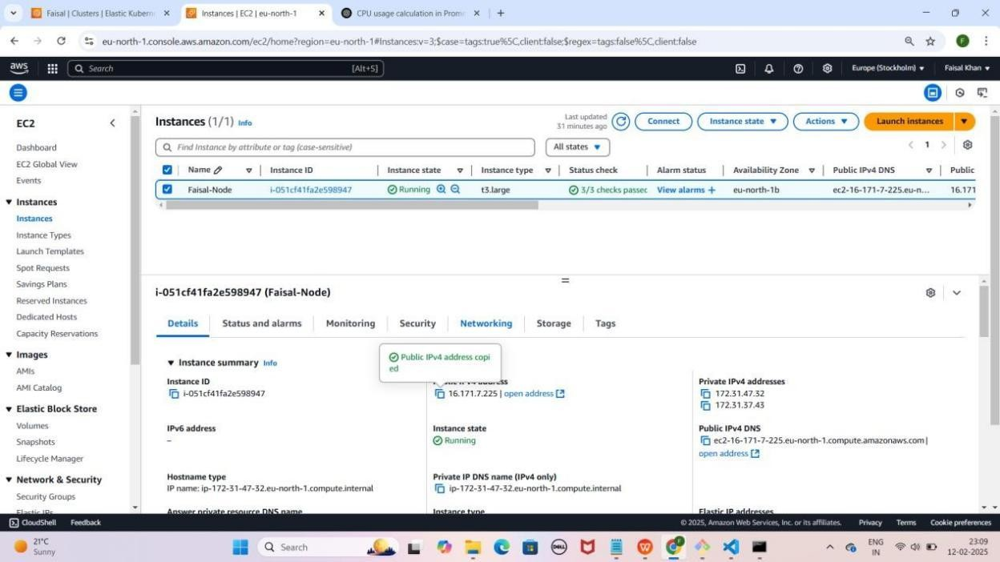 Faisal | Clusters | Elastic Kubern
Instances | EC2 | eu-north-1
CPU usage calculation in Prom
eu-north-1.console.aws.amazon.com/ec2/home?region=eu-north-1#Instances:v=3;$case=tags:true%5C,client:false;$regex=tags:false%5C,client:false
F
aws
Search
[Alt+S]
Europe (Stockholm)
Faisal Khan
EC2
Dashboard
EC2 Global View
Events
Instances
Instances
Instance Types
Launch Templates
Spot Requests
Savings Plans
Reserved Instances
Dedicated Hosts
Capacity Reservations
Images
AMIs
AMI Catalog
Elastic Block Store
Volumes
Snapshots
Lifecycle Manager
Network & Security
Security Groups
Elastic IPs
Instances (1/1) Info
Last updated
31 minutes ago
Connect
Instance state
Actions
Launch instances
Find Instance by attribute or tag (case-sensitive)
All states
1
Name
Instance ID
Instance state
Instance type
Status check
Alarm status
Availability Zone
Public IPv4 DNS
Public
Faisal-Node
i-051cf41fa2e598947
Running
t3.large
3/3 checks passec
View alarms +
eu-north-1b
ec2-16-171-7-225.eu-n...
16.171
i-051cf41fa2e598947 (Faisal-Node)
Details
Status and alarms
Monitoring
Security
Networking
Storage
Tags
Public IPv4 address copi
ed
Instance summary Info
Instance ID
i-051cf41fa2e598947
Public IPv4 address
16.171.7.225 | open address
Private IPv4 addresses
172.31.47.32
172.31.37.43
IPv6 address
–
Instance state
Running
Public IPv4 DNS
ec2-16-171-7-225.eu-north-1.compute.amazonaws.com |
open address
Hostname type
IP name: ip-172-31-47-32.eu-north-1.compute.internal
Private IP DNS name (IPv4 only)
ip-172-31-47-32.eu-north-1.compute.internal
Answer private resource DNS name
Instance type
Elastic IP addresses
CloudShell
Feedback
© 2025, Amazon Web Services, Inc. or its affiliates.
Privacy
Terms
Cookie preferences
21°C
Sunny
Search
DELL
ENG
IN
23:09
12-02-2025